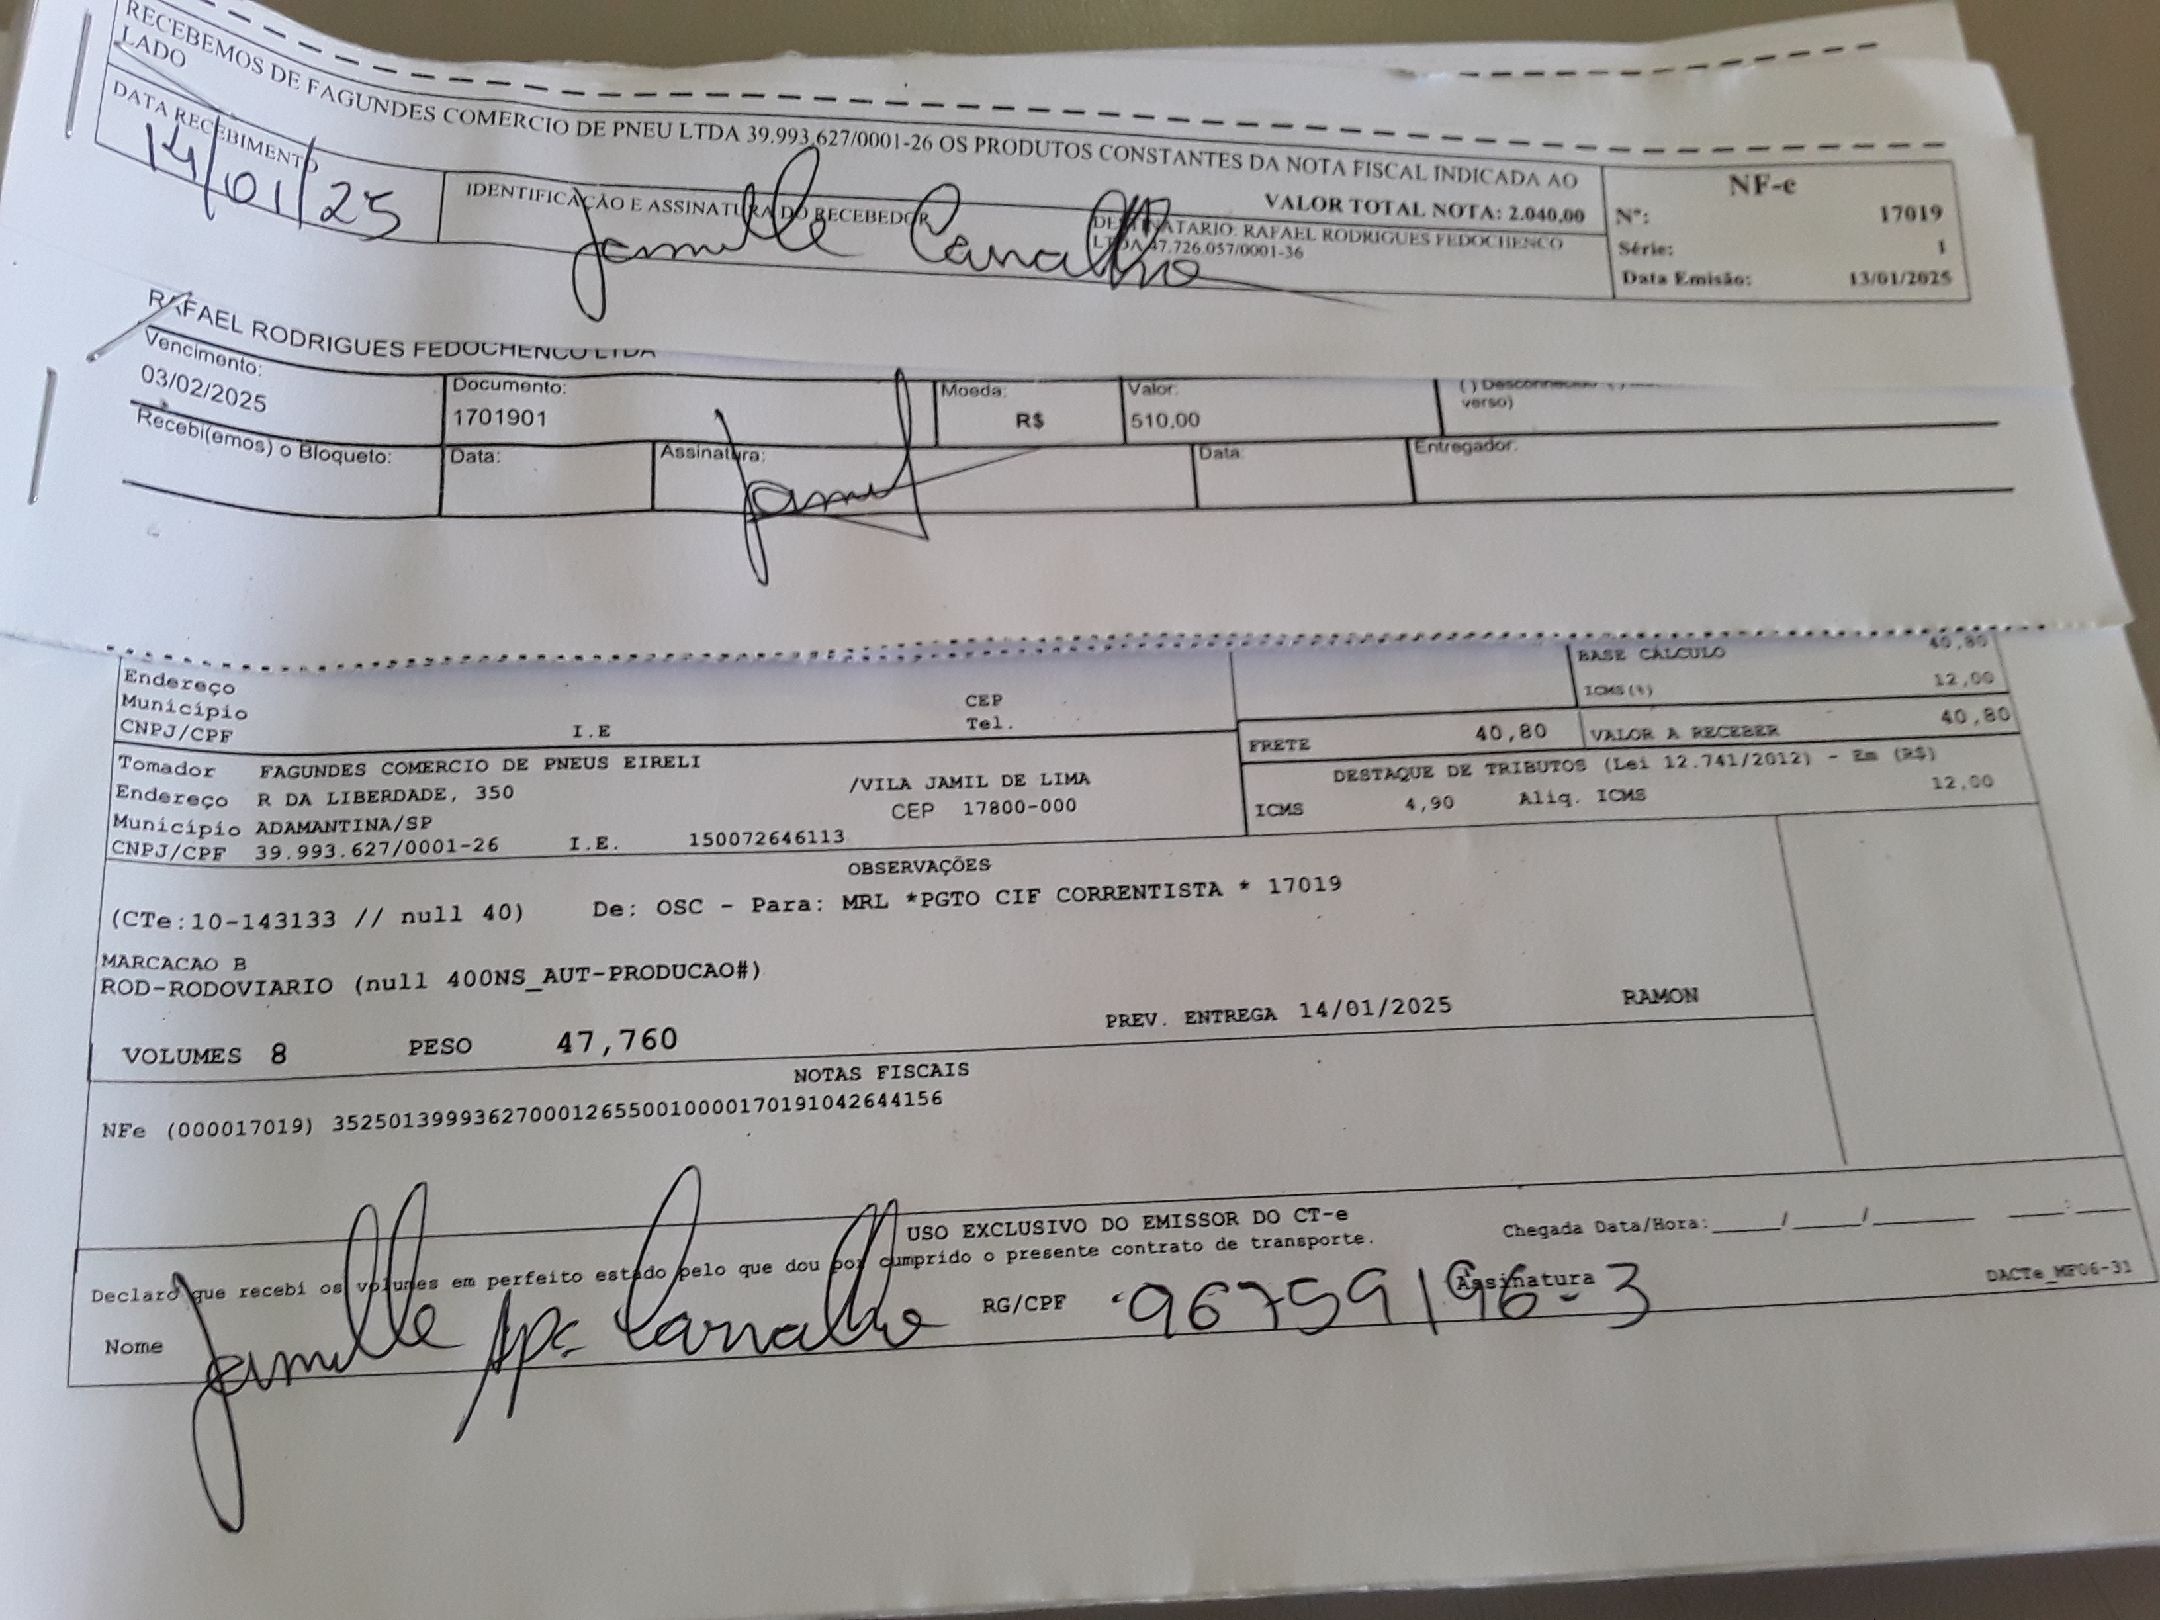 RECEBEMOS DE FAGUNDES COMERCIO DE PNEU LTDA 39.993.627/0001-26 OS PRODUTOS CONSTANTES DA NOTA FISCAL INDICADA AO
LADO
VALOR TOTAL NOTA: 2.040,00
DESTINATARIO: RAFAEL RODRIGUES FEDOCHENCO
LTDA 47.726.057/0001-36
DATA RECEBIMENTO
14/01/25
IDENTIFICAÇÃO E ASSINATURA DO RECEBEDOR
Jamille Carvalho
NF-e
Nº: 17019
Série: 1
Data Emissão: 13/01/2025
RAFAEL RODRIGUES FEDOCHENCO LTDA
Vencimento:
03/02/2025
Documento:
1701901
Moeda:
R$
Valor:
510,00
verso)
Recebi(emos) o Bloqueto:
Data:
Assinatura:
Data:
Entregador:
Endereço
Município CEP
CNPJ/CPF I.E Tel.
BASE CÁLCULO 40,80
ICMS(%) 12,00
FRETE 40,80 VALOR A RECEBER 40,80
Tomador FAGUNDES COMERCIO DE PNEUS EIRELI
Endereço R DA LIBERDADE, 350 /VILA JAMIL DE LIMA
Município ADAMANTINA/SP CEP 17800-000
CNPJ/CPF 39.993.627/0001-26 I.E. 150072646113
DESTAQUE DE TRIBUTOS (Lei 12.741/2012) - Em (R$)
ICMS 4,90 Aliq. ICMS 12,00
OBSERVAÇÕES
(CTe:10-143133 // null 40) De: OSC - Para: MRL *PGTO CIF CORRENTISTA * 17019
MARCACAO B
ROD-RODOVIARIO (null 400NS_AUT-PRODUCAO#)
VOLUMES 8 PESO 47,760 PREV. ENTREGA 14/01/2025 RAMON
NOTAS FISCAIS
NFe (000017019) 35250139993627000126550010000170191042644156
USO EXCLUSIVO DO EMISSOR DO CT-e
Declaro que recebi os volumes em perfeito estado pelo que dou por cumprido o presente contrato de transporte.
Chegada Data/Hora:_____/_____/_______ ___:____
Nome Jamille Apc Carvalho RG/CPF 96759196-3 Assinatura
DACTe_MF06-31